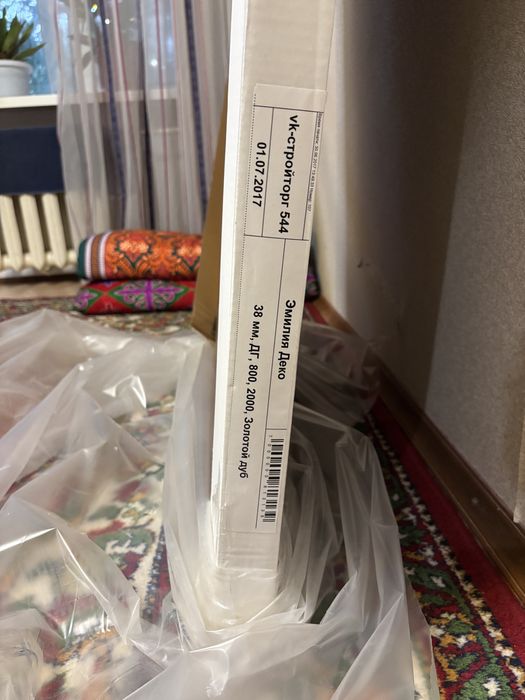 vk-стройторг 544
01.07.2017
Эмилия Деко
38 мм, ДГ, 800, 2000, Золотой дуб